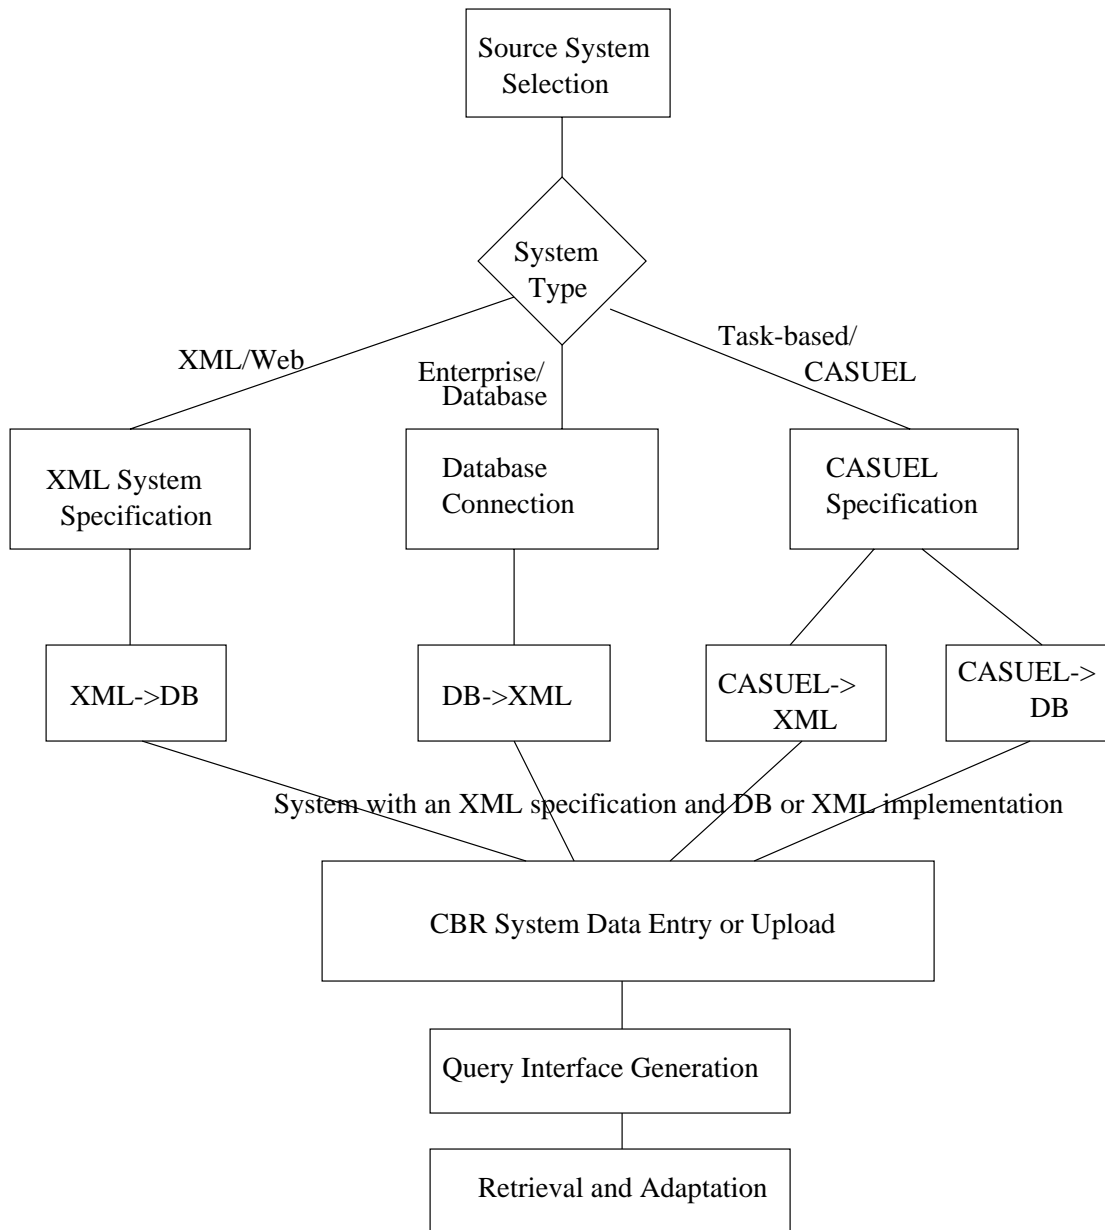 Source System
Selection
System
Type
XML/Web
Enterprise/
Database
Task-based/
CASUEL
XML System
Specification
Database
Connection
CASUEL
Specification
XML->DB
DB->XML
CASUEL->
XML
CASUEL->
DB
System with an XML specification and DB or XML implementation
CBR System Data Entry or Upload
Query Interface Generation
Retrieval and Adaptation